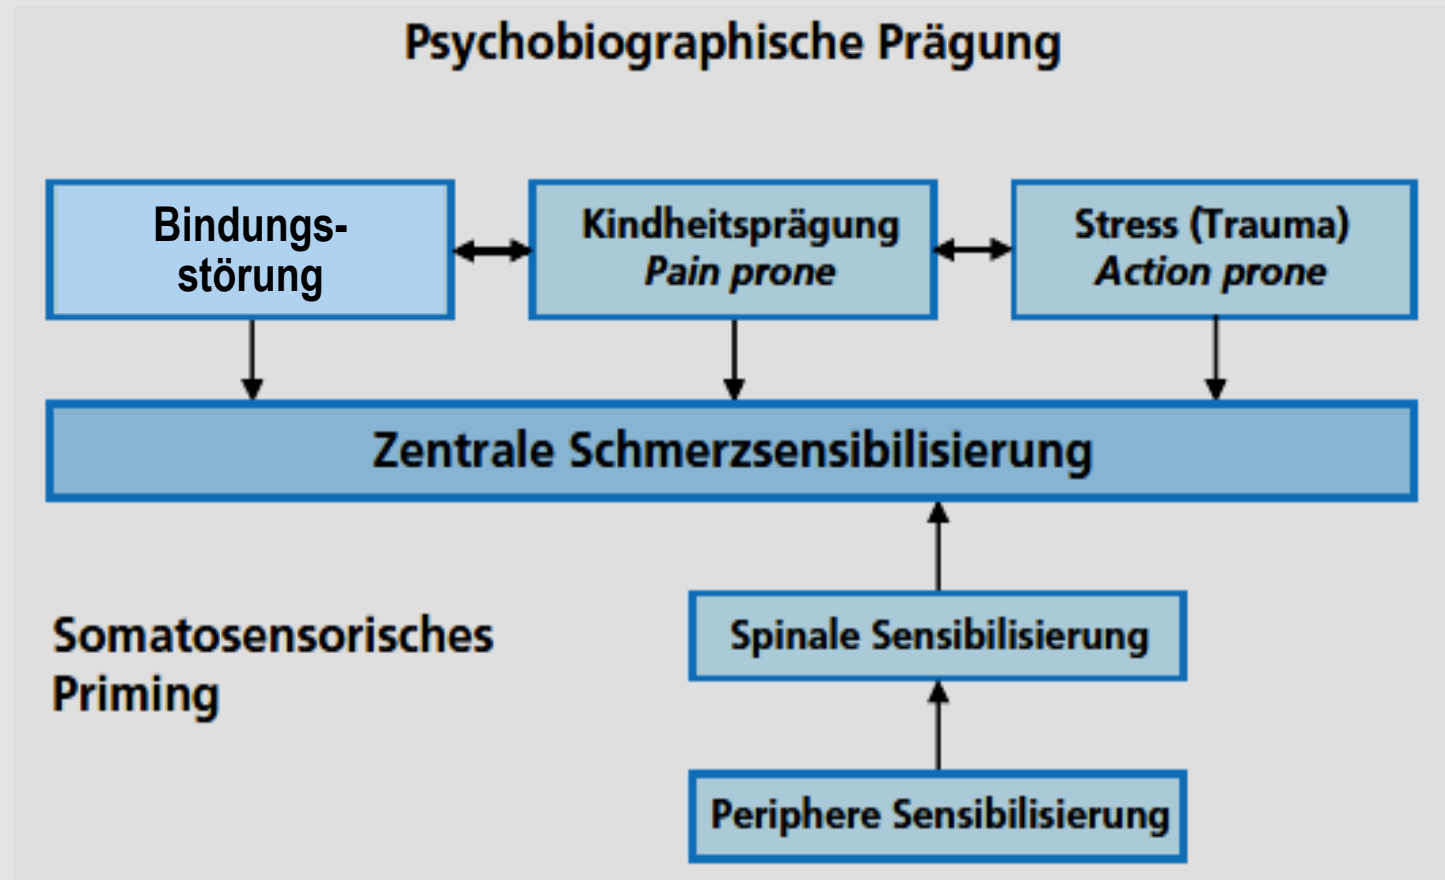 Psychobiographische Prägung
Bindungs-
störung
Kindheitsprägung
Pain prone
Stress (Trauma)
Action prone
Zentrale Schmerzsensibilisierung
Somatosensorisches
Priming
Spinale Sensibilisierung
Periphere Sensibilisierung